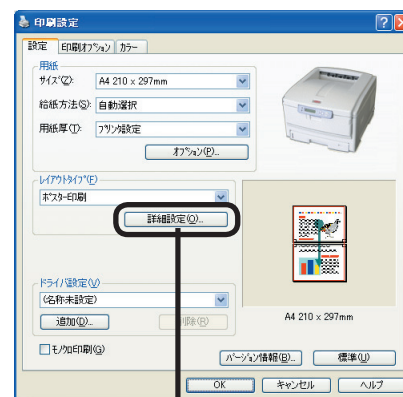 印刷設定
設定 印刷オプション カラー
用紙
サイズ(Z): A4 210 x 297mm
給紙方法(S): 自動選択
用紙厚(T): プリンタ設定
オプション(P)...
レイアウトタイプ(E)
ポスター印刷
詳細設定(O)...
ドライバ設定(V)
(名称未設定)
A4 210 x 297mm
追加(D)... 削除(R)
モノクロ印刷(G)
バージョン情報(B)... 標準(U)
OK キャンセル ヘルプ